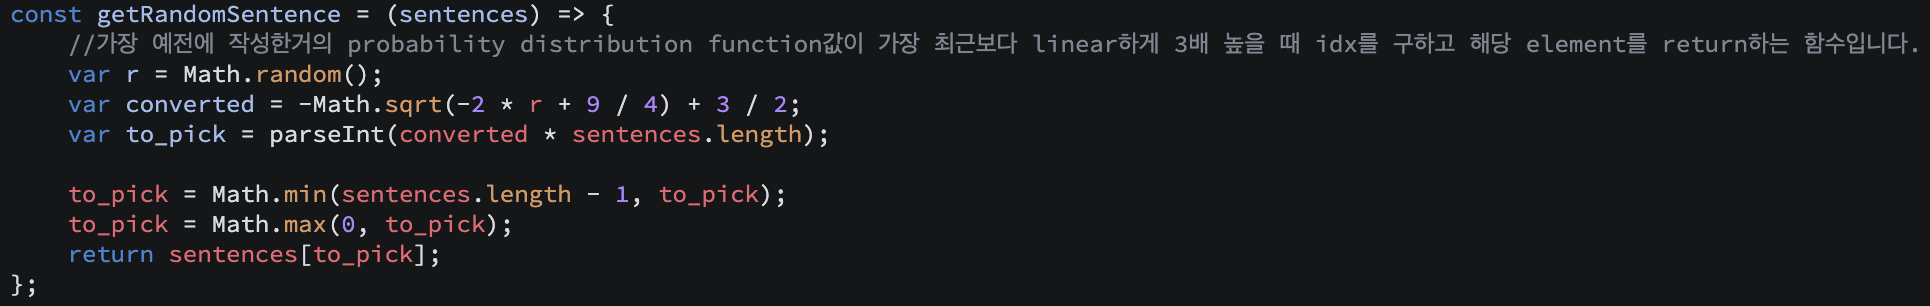 const getRandomSentence = (sentences) => {
    //가장 예전에 작성한거의 probability distribution function값이 가장 최근보다 linear하게 3배 높을 때 idx를 구하고 해당 element를 return하는 함수입니다.
    var r = Math.random();
    var converted = -Math.sqrt(-2 * r + 9 / 4) + 3 / 2;
    var to_pick = parseInt(converted * sentences.length);

    to_pick = Math.min(sentences.length - 1, to_pick);
    to_pick = Math.max(0, to_pick);
    return sentences[to_pick];
};